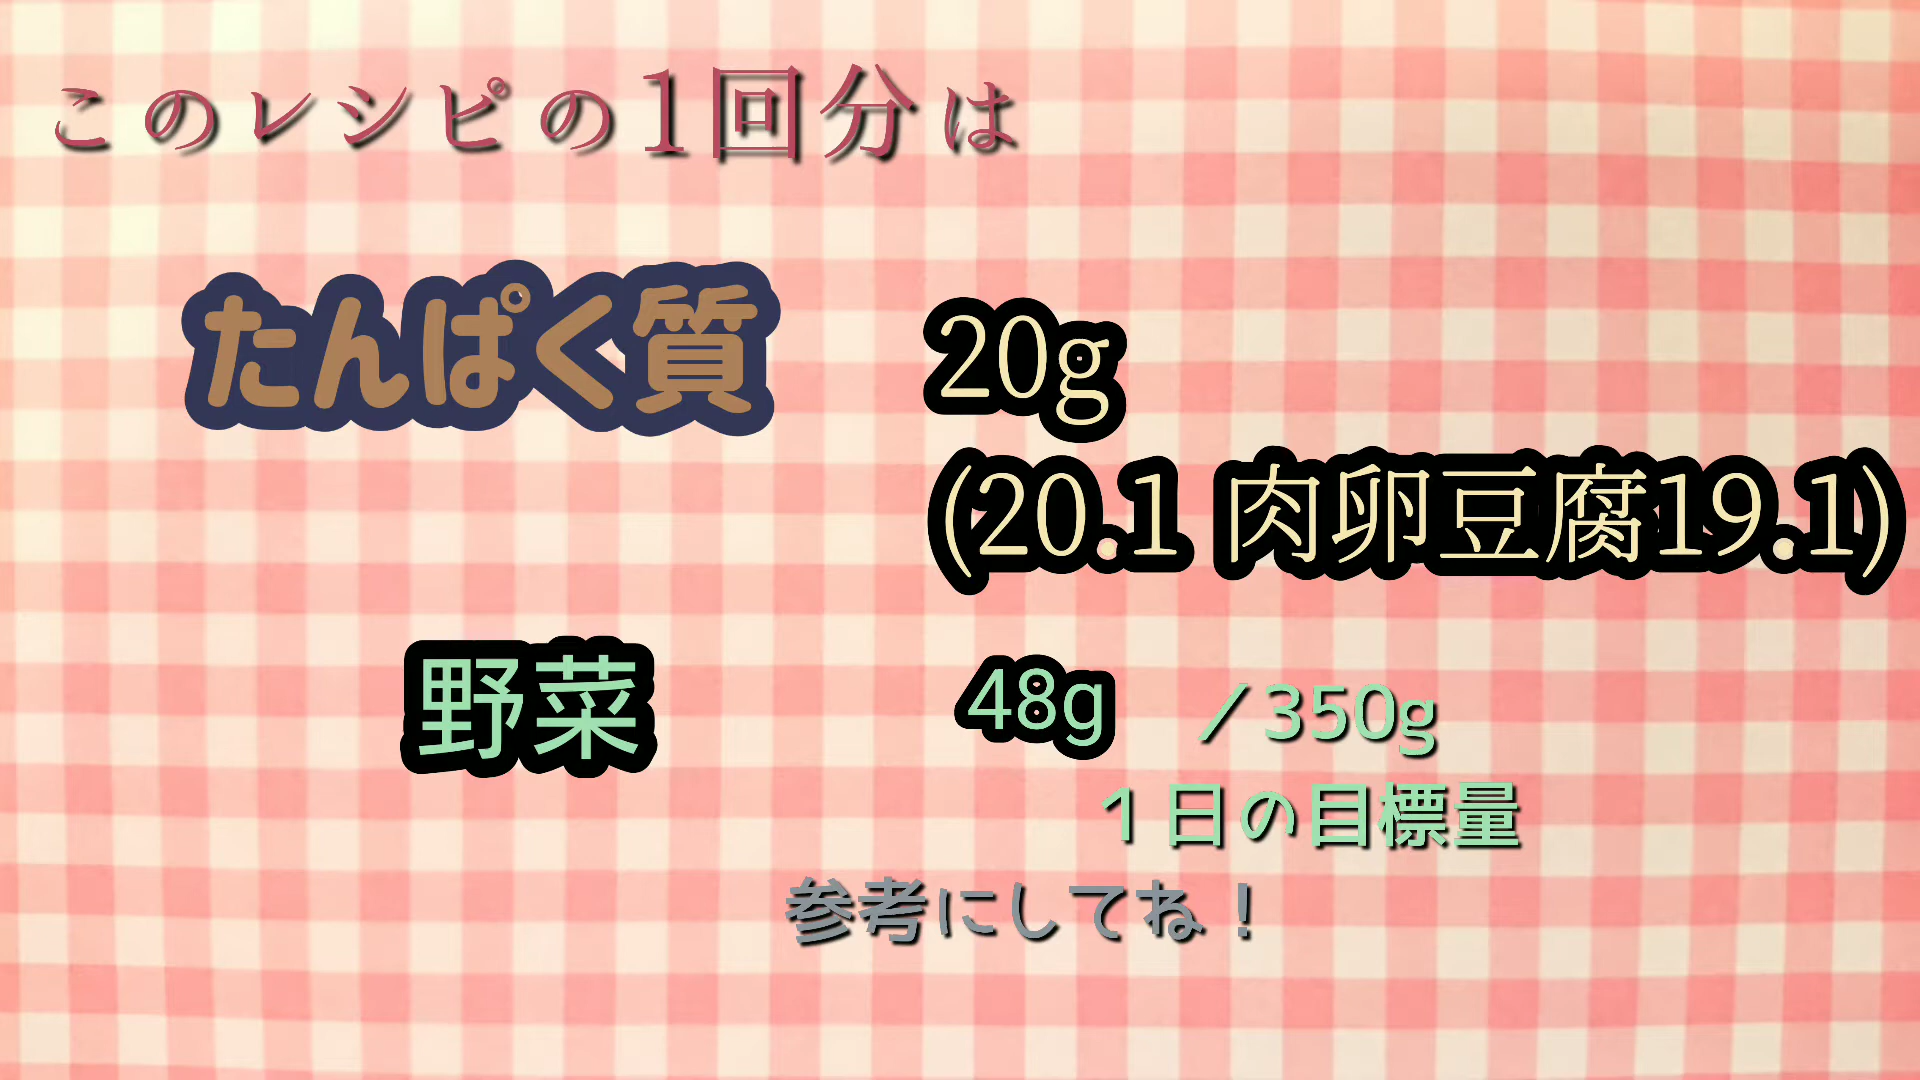 このレシピの1回分は
たんぱく質 20g
(20.1 肉卵豆腐19.1)
野菜 48g ／350g
１日の目標量
参考にしてね！